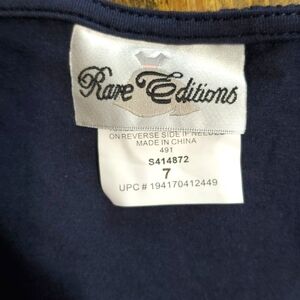 Rare Editions
ON REVERSE SIDE IF NEEDED
MADE IN CHINA
491
S414872
7
UPC # 194170412449